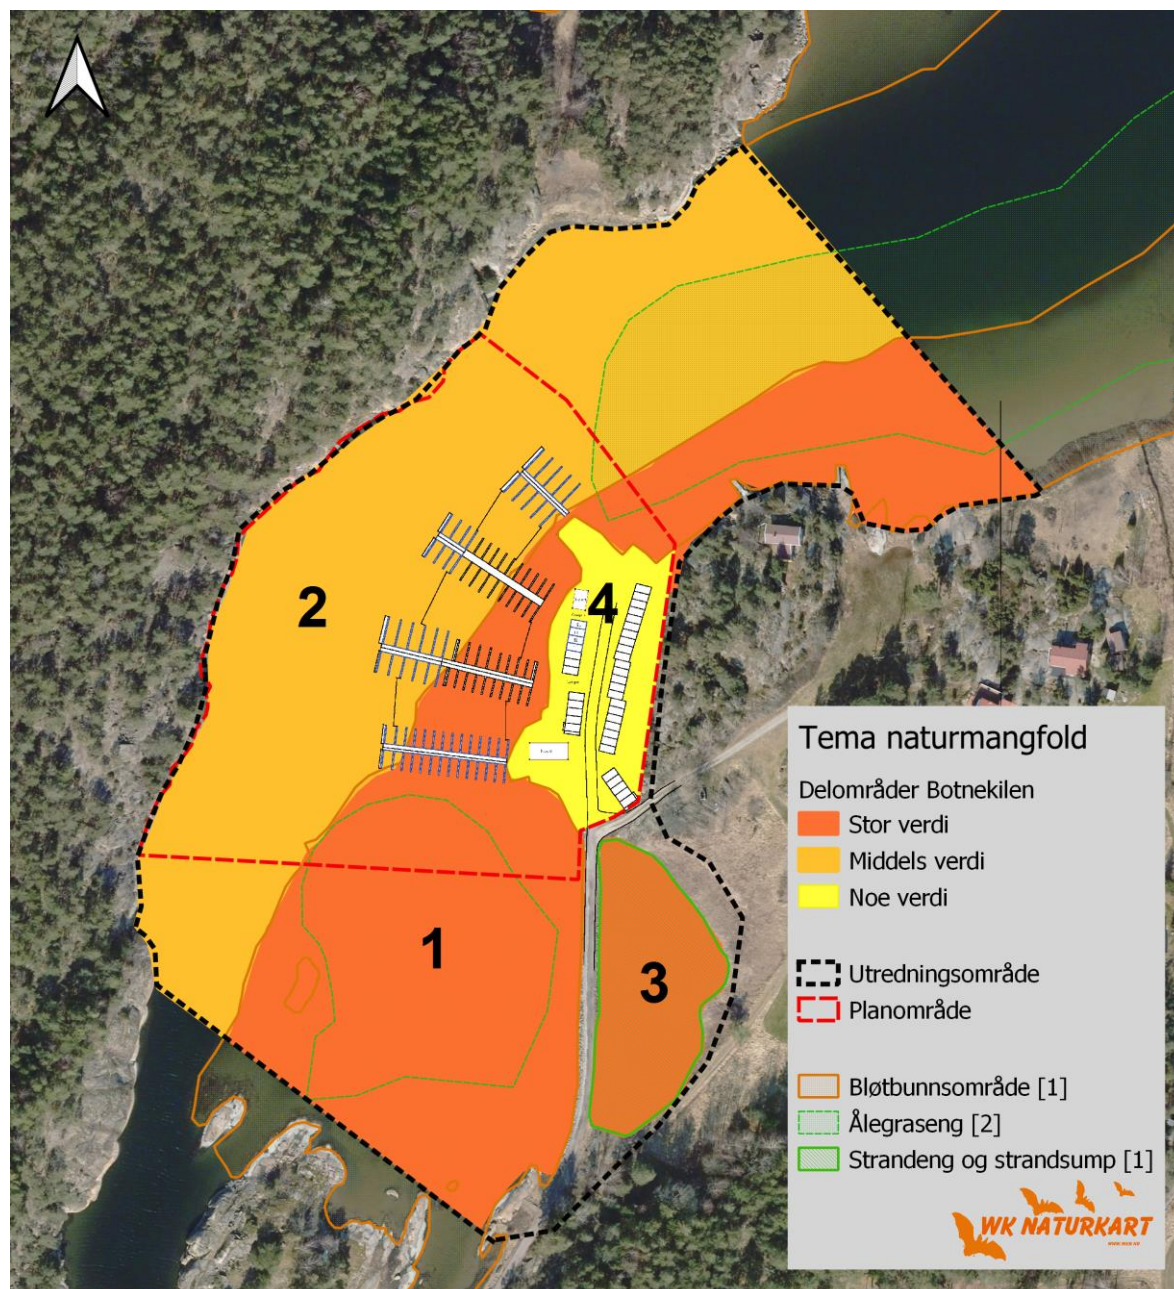 2
4
1
3
Tema naturmangfold
Delområder Botnekilen
Stor verdi
Middels verdi
Noe verdi
Utredningsområde
Planområde
Bløtbunnsområde [1]
Ålegraseng [2]
Strandeng og strandsump [1]
WK NATURKART